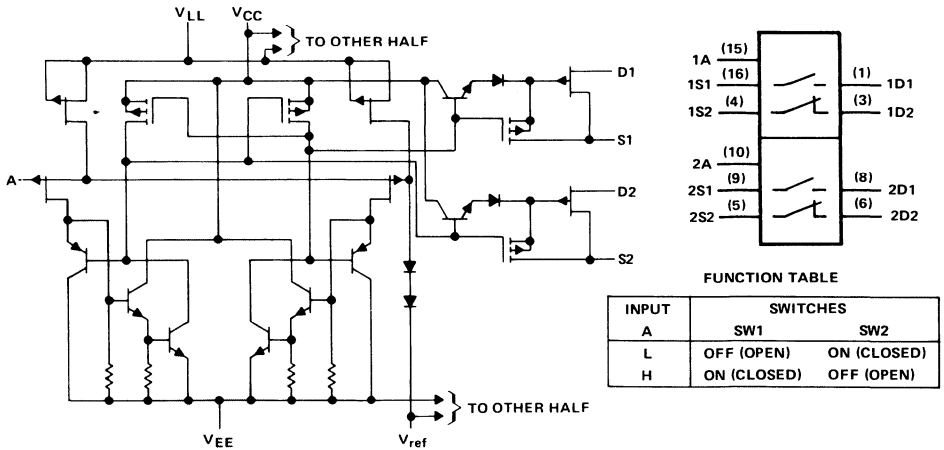 VLL
VCC
TO OTHER HALF
D1
S1
A
D2
S2
VEE
Vref
TO OTHER HALF
1A (15)
1S1 (16) (1) 1D1
1S2 (4) (3) 1D2
2A (10)
2S1 (9) (8) 2D1
2S2 (5) (6) 2D2
FUNCTION TABLE
INPUT SWITCHES
A SW1 SW2
L OFF (OPEN) ON (CLOSED)
H ON (CLOSED) OFF (OPEN)